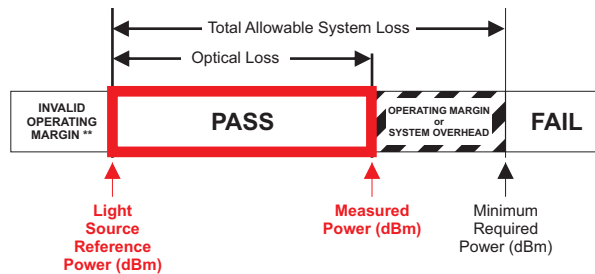 Total Allowable System Loss
Optical Loss
INVALID
OPERATING
MARGIN **
PASS
OPERATING MARGIN
or
SYSTEM OVERHEAD
FAIL
Light
Source
Reference
Power (dBm)
Measured
Power (dBm)
Minimum
Required
Power (dBm)